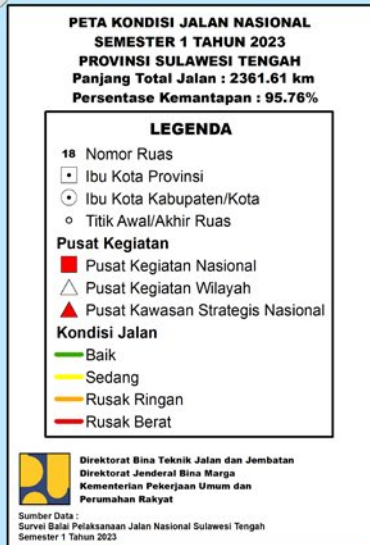 PETA KONDISI JALAN NASIONAL
SEMESTER 1 TAHUN 2023
PROVINSI SULAWESI TENGAH
Panjang Total Jalan : 2361.61 km
Persentase Kemantapan : 95.76%
LEGENDA
18 Nomor Ruas
Ibu Kota Provinsi
Ibu Kota Kabupaten/Kota
Titik Awal/Akhir Ruas
Pusat Kegiatan
Pusat Kegiatan Nasional
Pusat Kegiatan Wilayah
Pusat Kawasan Strategis Nasional
Kondisi Jalan
Baik
Sedang
Rusak Ringan
Rusak Berat
Direktorat Bina Teknik Jalan dan Jembatan
Direktorat Jenderal Bina Marga
Kementerian Pekerjaan Umum dan
Perumahan Rakyat
Sumber Data :
Survei Balai Pelaksanaan Jalan Nasional Sulawesi Tengah
Semester 1 Tahun 2023